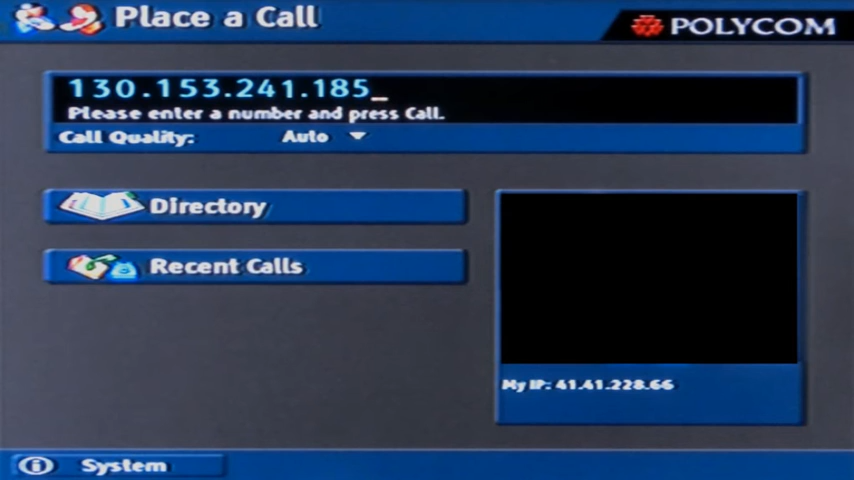 Place a Call
POLYCOM
130.153.241.185_
Please enter a number and press Call.
Call Quality: Auto
Directory
Recent Calls
My IP: 41.41.228.66
System